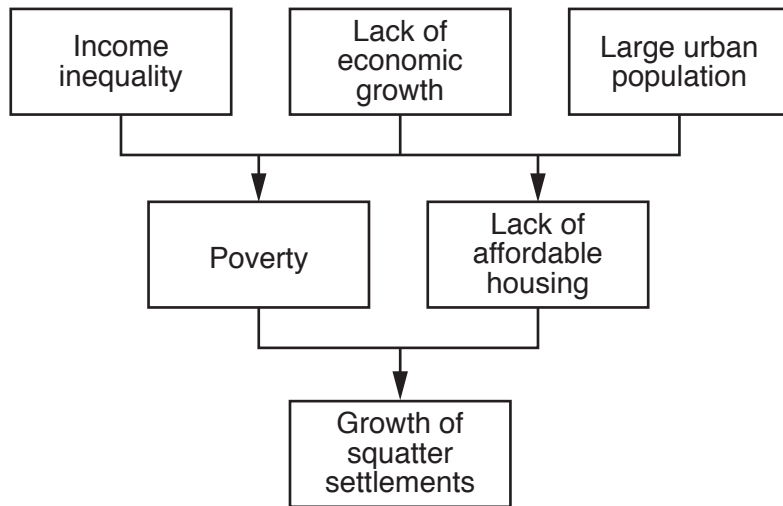 Income
inequality
Lack of
economic
growth
Large urban
population
Poverty
Lack of
affordable
housing
Growth of
squatter
settlements